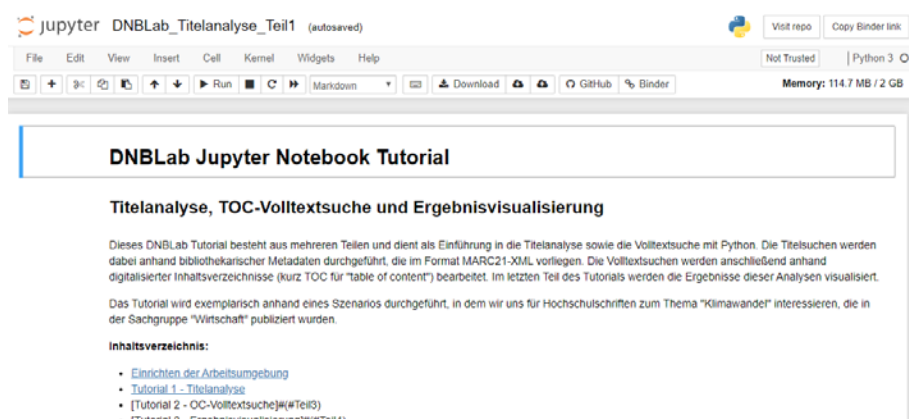 jupyter DNBLab_Titelanalyse_Teil1 (autosaved)
Visit repo Copy Binder link
File Edit View Insert Cell Kernel Widgets Help
Not Trusted Python 3
Run Markdown Download GitHub Binder Memory: 114.7 MB / 2 GB
DNBLab Jupyter Notebook Tutorial
Titelanalyse, TOC-Volltextsuche und Ergebnisvisualisierung
Dieses DNBLab Tutorial besteht aus mehreren Teilen und dient als Einführung in die Titelanalyse sowie die Volltextsuche mit Python. Die Titelsuchen werden
dabei anhand bibliothekarischer Metadaten durchgeführt, die im Format MARC21-XML vorliegen. Die Volltextsuchen werden anschließend anhand
digitalisierter Inhaltsverzeichnisse (kurz TOC für "table of content") bearbeitet. Im letzten Teil des Tutorials werden die Ergebnisse dieser Analysen visualisiert.
Das Tutorial wird exemplarisch anhand eines Szenarios durchgeführt, in dem wir uns für Hochschulschriften zum Thema "Klimawandel" interessieren, die in
der Sachgruppe "Wirtschaft" publiziert wurden.
Inhaltsverzeichnis:
• Einrichten der Arbeitsumgebung
• Tutorial 1 - Titelanalyse
• [Tutorial 2 - OC-Volltextsuche]#(#Teil3)